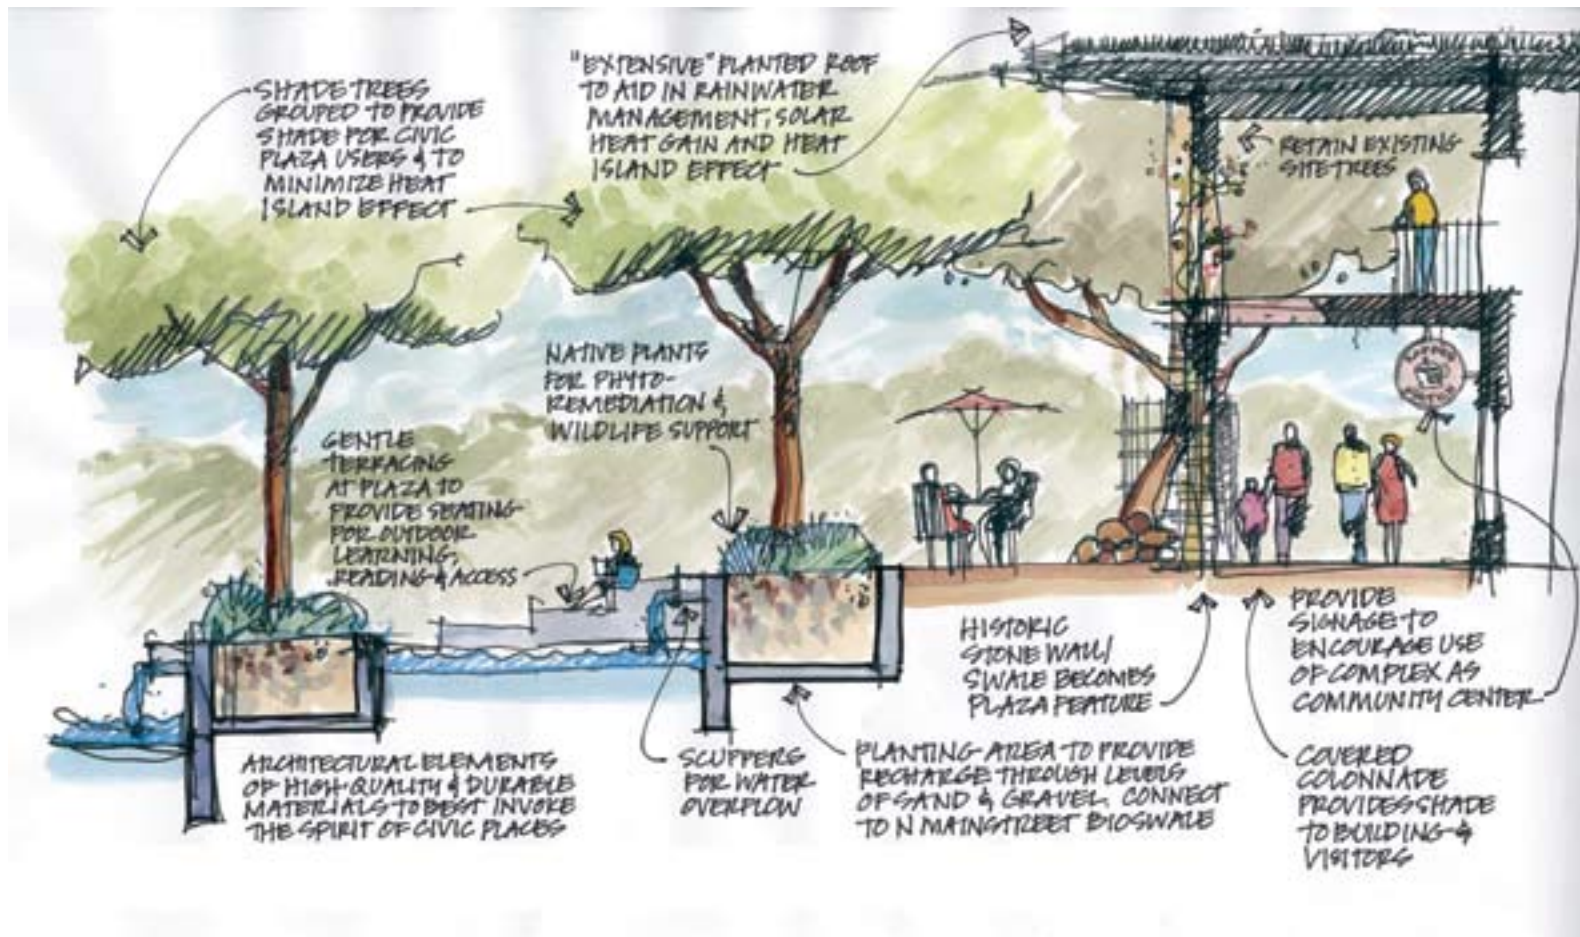 SHADE TREES
GROUPED TO PROVIDE
SHADE FOR CIVIC
PLAZA USERS & TO
MINIMIZE HEAT
ISLAND EFFECT
"EXTENSIVE" PLANTED ROOF
TO AID IN RAINWATER
MANAGEMENT, SOLAR
HEAT GAIN AND HEAT
ISLAND EFFECT
RETAIN EXISTING
SITE TREES
NATIVE PLANTS
FOR PHYTO-
REMEDIATION &
WILDLIFE SUPPORT
GENTLE
TERRACING
AT PLAZA TO
PROVIDE SEATING
FOR OUTDOOR
LEARNING,
READING & ACCESS
HISTORIC
STONE WALL/
SWALE BECOMES
PLAZA FEATURE
PROVIDE
SIGNAGE TO
ENCOURAGE USE
OF COMPLEX AS
COMMUNITY CENTER
ARCHITECTURAL ELEMENTS
OF HIGH QUALITY & DURABLE
MATERIALS TO BEST INVOKE
THE SPIRIT OF CIVIC PLACES
SCUPPERS
FOR WATER
OVERFLOW
PLANTING AREA TO PROVIDE
RECHARGE THROUGH LEVELS
OF SAND & GRAVEL. CONNECT
TO N MAINSTREET BIOSWALE
COVERED
COLONNADE
PROVIDES SHADE
TO BUILDING &
VISITORS